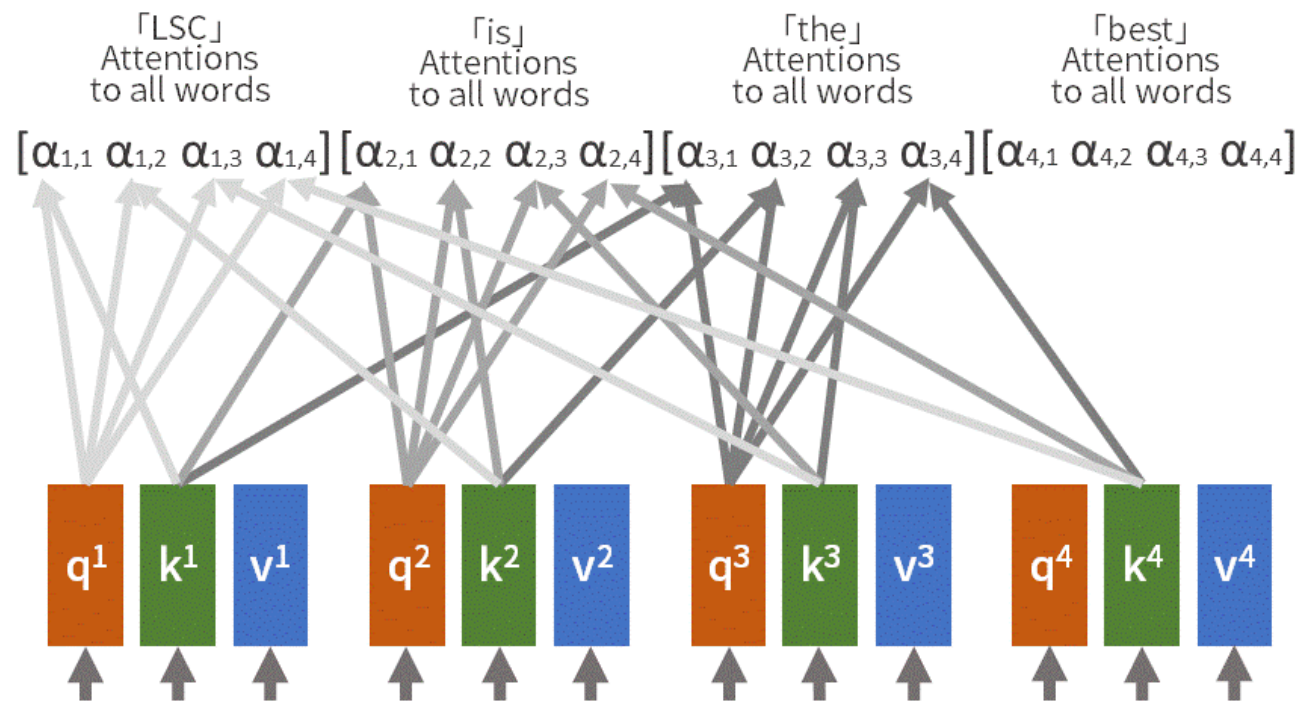 「LSC」
Attentions
to all words
「is」
Attentions
to all words
「the」
Attentions
to all words
「best」
Attentions
to all words
[α1,1 α1,2 α1,3 α1,4] [α2,1 α2,2 α2,3 α2,4] [α3,1 α3,2 α3,3 α3,4] [α4,1 α4,2 α4,3 α4,4]
q¹ k¹ v¹ q² k² v² q³ k³ v³ q⁴ k⁴ v⁴